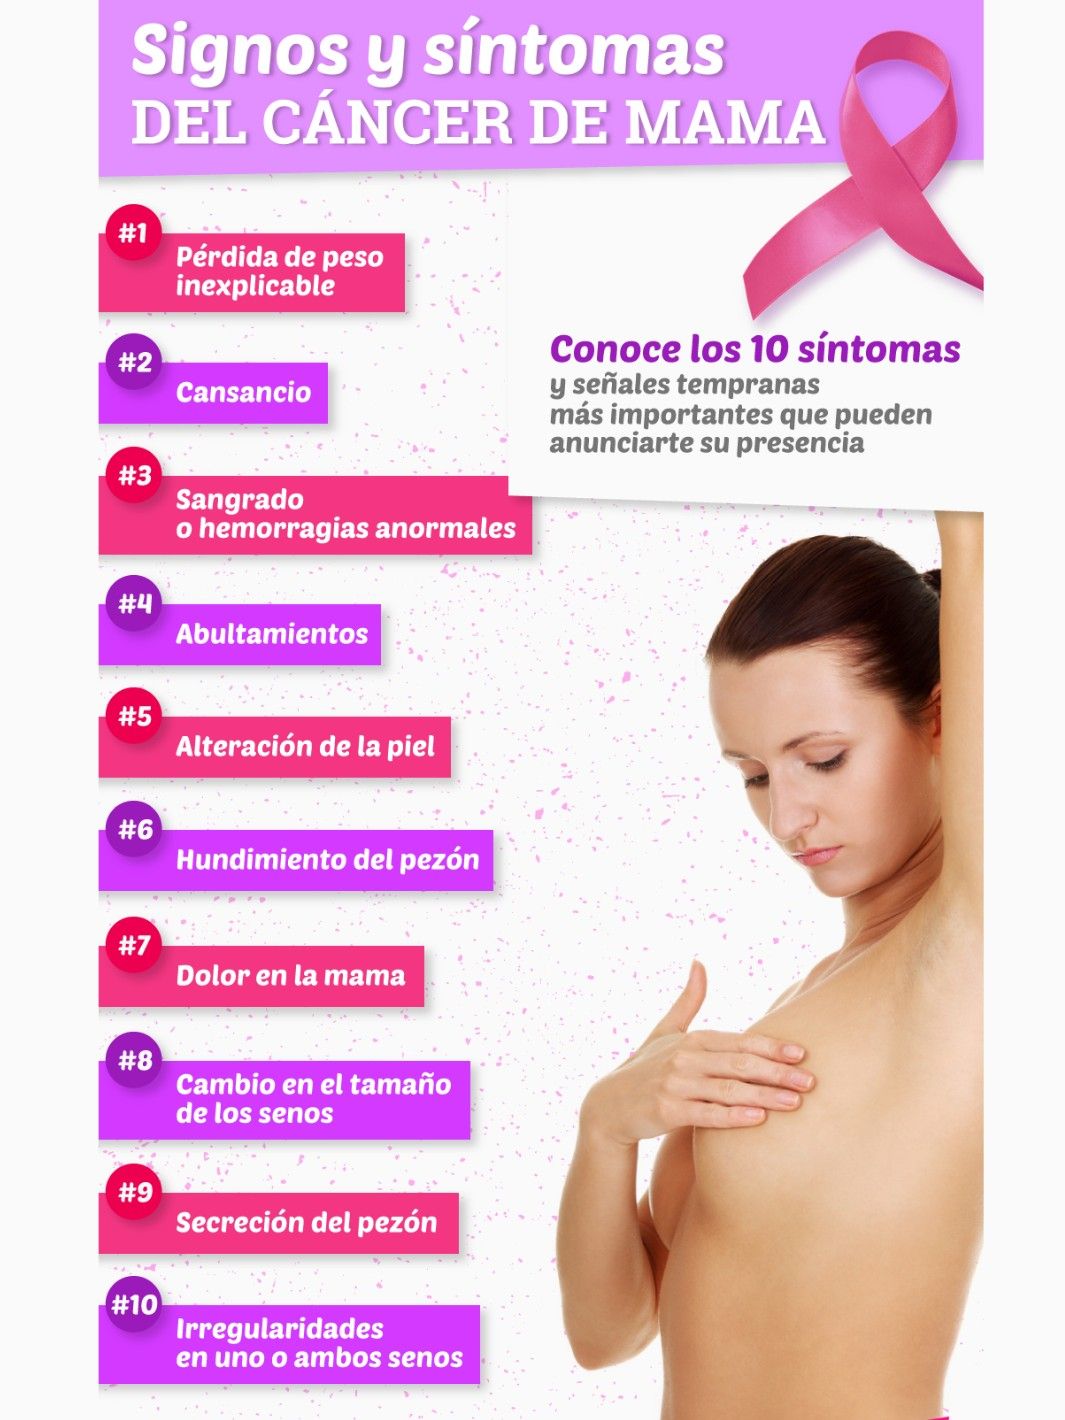 Signos y síntomas
DEL CÁNCER DE MAMA
#1
Pérdida de peso
inexplicable
#2
Cansancio
#3
Sangrado
o hemorragias anormales
#4
Abultamientos
#5
Alteración de la piel
#6
Hundimiento del pezón
#7
Dolor en la mama
#8
Cambio en el tamaño
de los senos
#9
Secreción del pezón
#10
Irregularidades
en uno o ambos senos
Conoce los 10 síntomas
y señales tempranas
más importantes que pueden
anunciarte su presencia